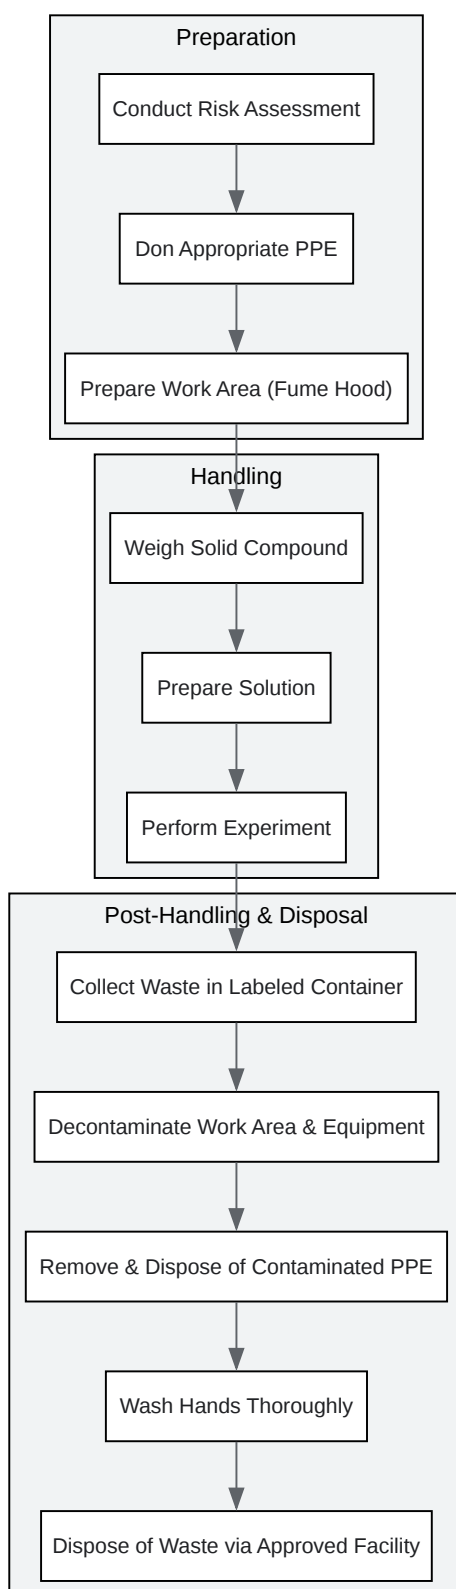 Preparation
Conduct Risk Assessment
Don Appropriate PPE
Prepare Work Area (Fume Hood)
Handling
Weigh Solid Compound
Prepare Solution
Perform Experiment
Post-Handling & Disposal
Collect Waste in Labeled Container
Decontaminate Work Area & Equipment
Remove & Dispose of Contaminated PPE
Wash Hands Thoroughly
Dispose of Waste via Approved Facility